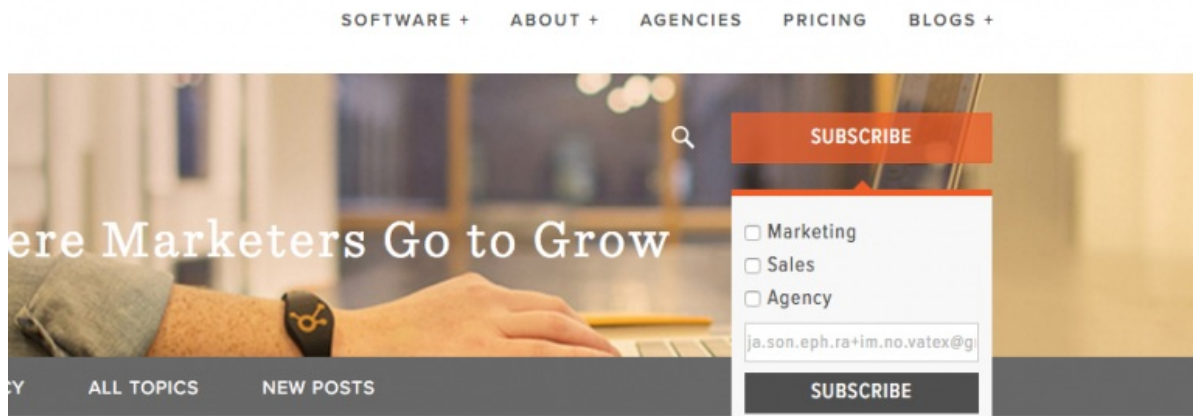 SOFTWARE + ABOUT + AGENCIES PRICING BLOGS +
SUBSCRIBE
ere Marketers Go to Grow
Marketing
Sales
Agency
ja.son.eph.ra+im.no.vatex@g
CY ALL TOPICS NEW POSTS
SUBSCRIBE